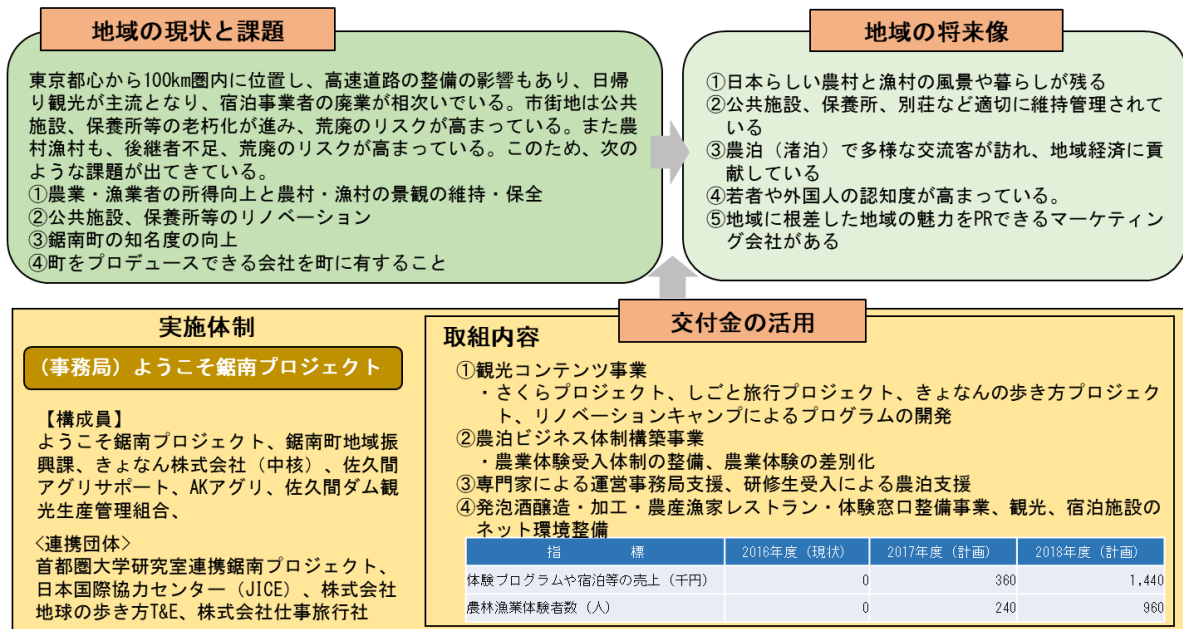 地域の現状と課題
東京都心から100km圏内に位置し、高速道路の整備の影響もあり、日帰
り観光が主流となり、宿泊事業者の廃業が相次いでいる。市街地は公共
施設、保養所等の老朽化が進み、荒廃のリスクが高まっている。また農
村漁村も、後継者不足、荒廃のリスクが高まっている。このため、次の
ような課題が出てきている。
①農業・漁業者の所得向上と農村・漁村の景観の維持・保全
②公共施設、保養所等のリノベーション
③鋸南町の知名度の向上
④町をプロデュースできる会社を町に有すること
地域の将来像
①日本らしい農村と漁村の風景や暮らしが残る
②公共施設、保養所、別荘など適切に維持管理されて
いる
③農泊（渚泊）で多様な交流客が訪れ、地域経済に貢
献している
④若者や外国人の認知度が高まっている。
⑤地域に根差した地域の魅力をPRできるマーケティン
グ会社がある
実施体制
（事務局）ようこそ鋸南プロジェクト
【構成員】
ようこそ鋸南プロジェクト、鋸南町地域振
興課、きょなん株式会社（中核）、佐久間
アグリサポート、AKアグリ、佐久間ダム観
光生産管理組合、
〈連携団体〉
首都圏大学研究室連携鋸南プロジェクト、
日本国際協力センター（JICE）、株式会社
地球の歩き方T&E、株式会社仕事旅行社
交付金の活用
取組内容
①観光コンテンツ事業
・さくらプロジェクト、しごと旅行プロジェクト、きょなんの歩き方プロジェク
ト、リノベーションキャンプによるプログラムの開発
②農泊ビジネス体制構築事業
・農業体験受入体制の整備、農業体験の差別化
③専門家による運営事務局支援、研修生受入による農泊支援
④発泡酒醸造・加工・農産漁家レストラン・体験窓口整備事業、観光、宿泊施設の
ネット環境整備
指　標 2016年度（現状） 2017年度（計画） 2018年度（計画）
体験プログラムや宿泊等の売上（千円） 0 360 1,440
農林漁業体験者数（人） 0 240 960